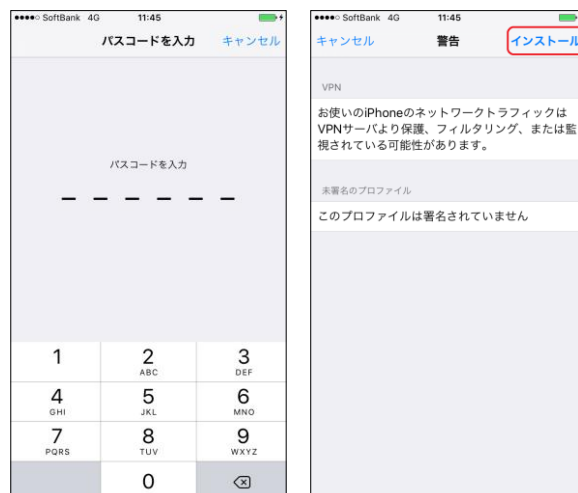 SoftBank 4G 11:45
パスコードを入力 キャンセル
パスコードを入力
1 2 3
ABC DEF
4 5 6
GHI JKL MNO
7 8 9
PQRS TUV WXYZ
0
SoftBank 4G 11:45
キャンセル 警告 インストール
VPN
お使いのiPhoneのネットワークトラフィックは
VPNサーバより保護、フィルタリング、または監
視されている可能性があります。
未署名のプロファイル
このプロファイルは署名されていません